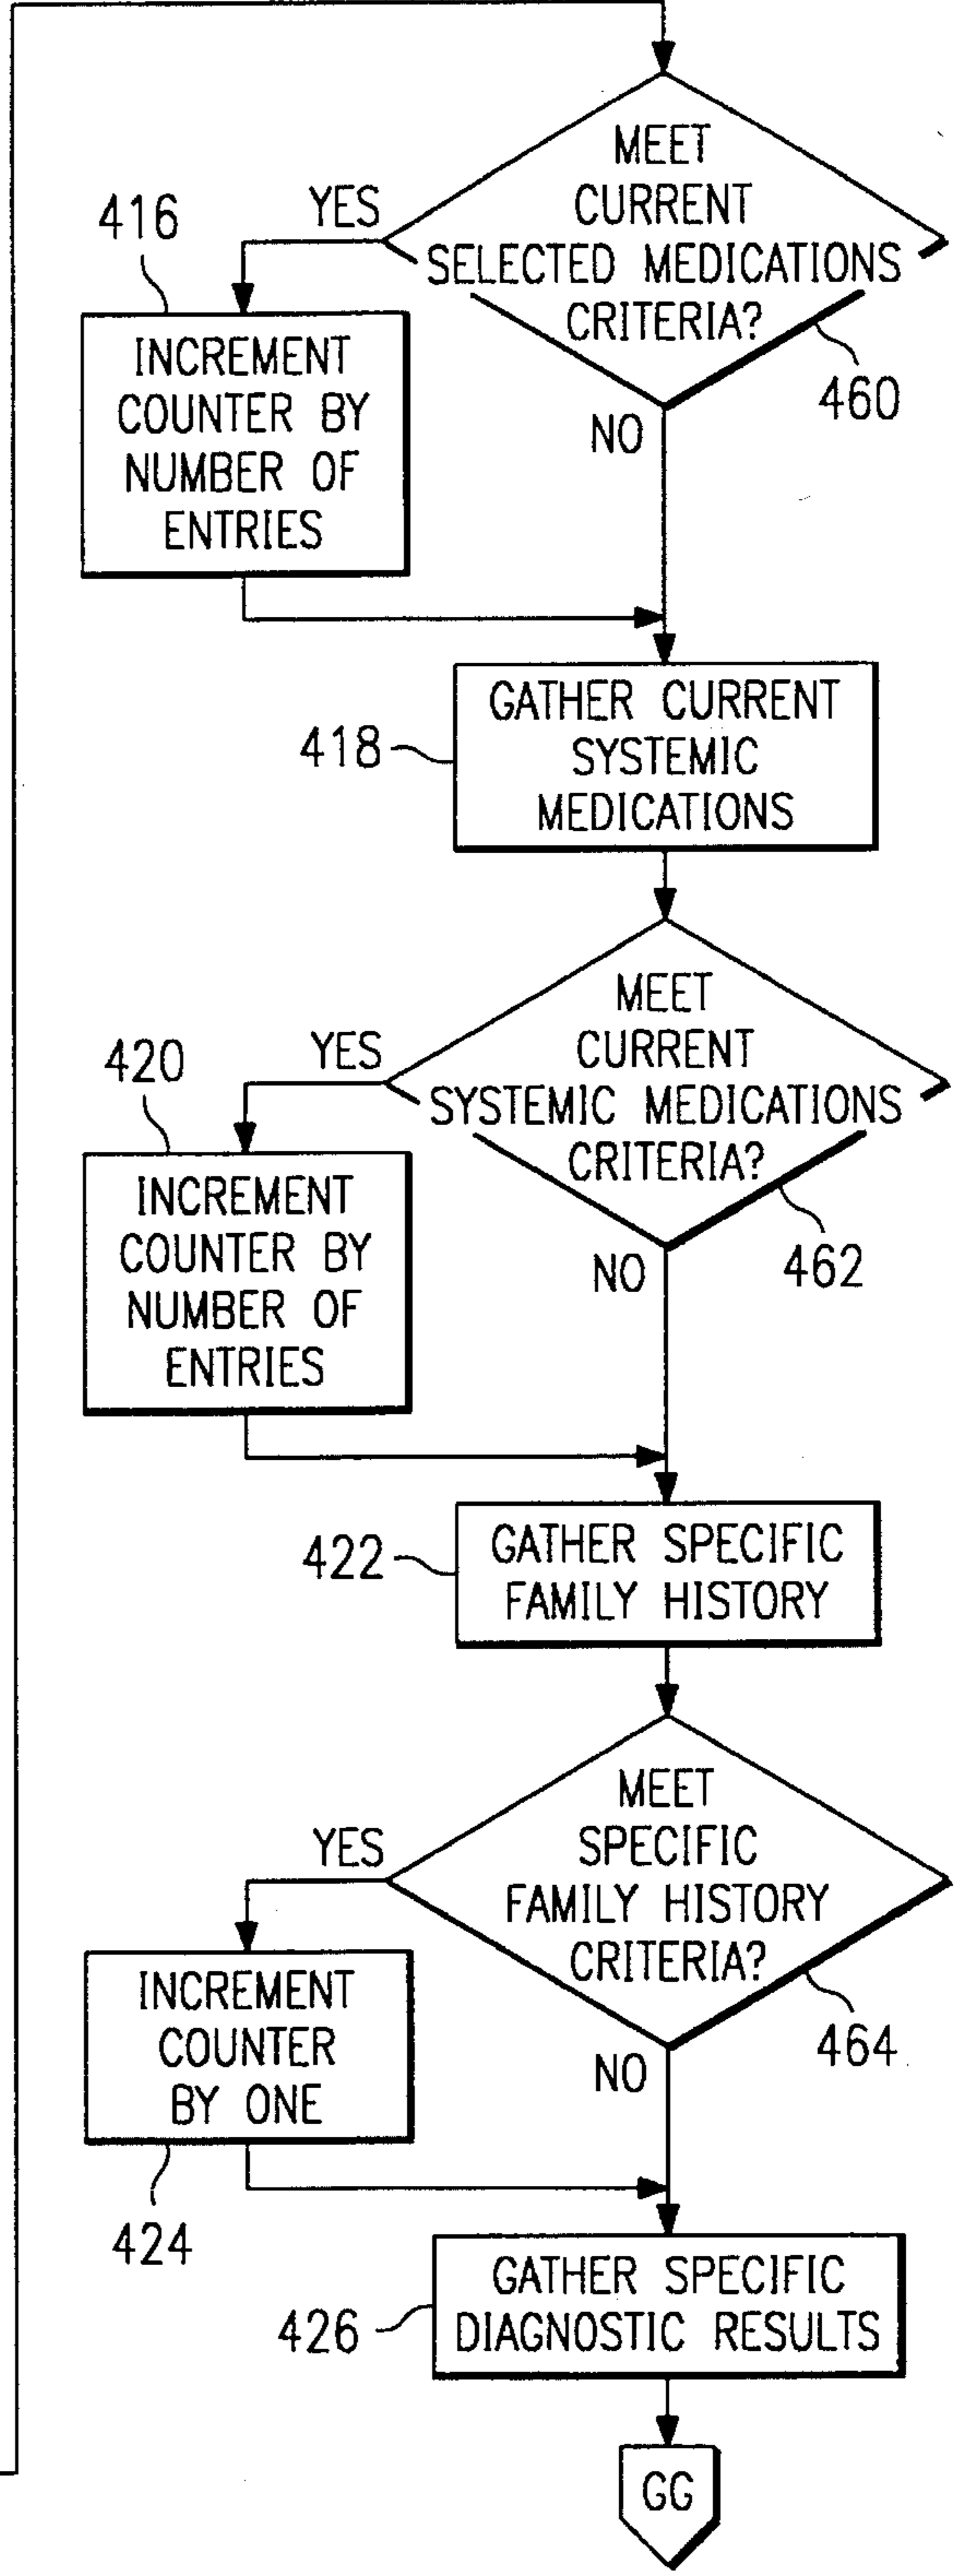 MEET
CURRENT
SELECTED MEDICATIONS
CRITERIA?
YES
416
460
NO
INCREMENT
COUNTER BY
NUMBER OF
ENTRIES
GATHER CURRENT
SYSTEMIC
MEDICATIONS
418
MEET
CURRENT
SYSTEMIC MEDICATIONS
CRITERIA?
YES
420
462
NO
INCREMENT
COUNTER BY
NUMBER OF
ENTRIES
GATHER SPECIFIC
FAMILY HISTORY
422
MEET
SPECIFIC
FAMILY HISTORY
CRITERIA?
YES
464
NO
INCREMENT
COUNTER
BY ONE
424
GATHER SPECIFIC
DIAGNOSTIC RESULTS
426
GG